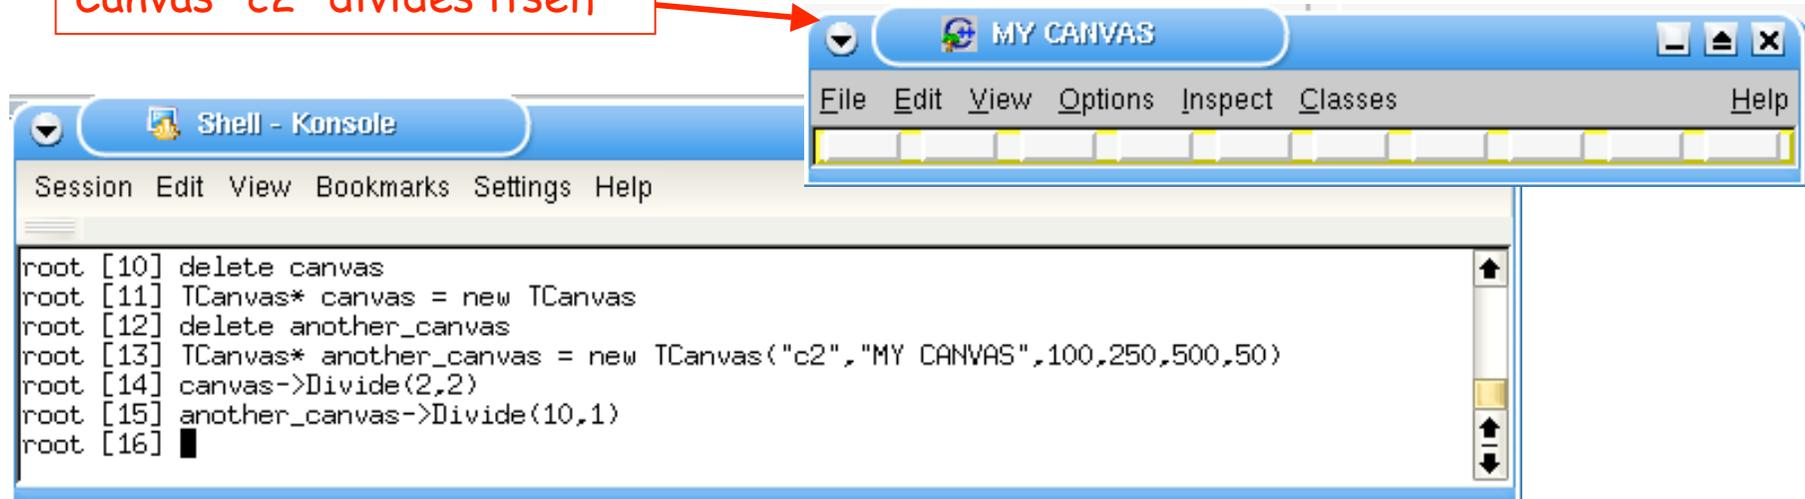 Canvas "c2" divides itself
MY CANVAS
File Edit View Options Inspect Classes Help
Shell - Konsole
Session Edit View Bookmarks Settings Help
root [10] delete canvas
root [11] TCanvas* canvas = new TCanvas
root [12] delete another_canvas
root [13] TCanvas* another_canvas = new TCanvas("c2","MY CANVAS",100,250,500,50)
root [14] canvas->Divide(2,2)
root [15] another_canvas->Divide(10,1)
root [16]